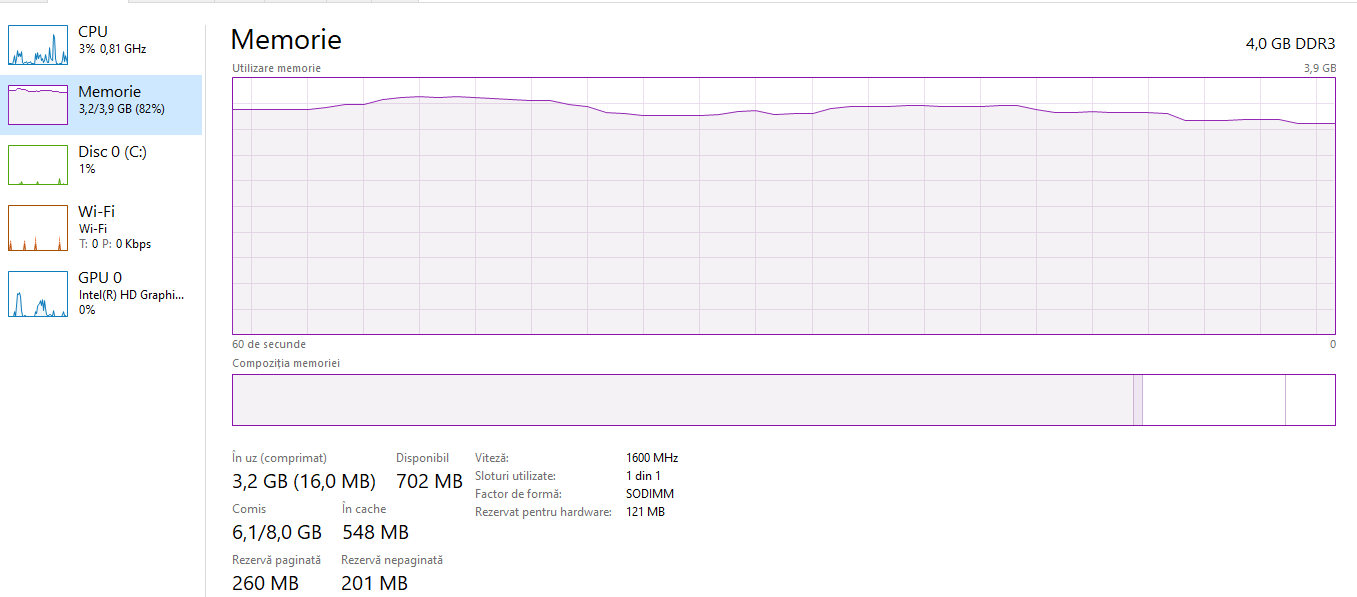 CPU
3% 0,81 GHz
Memorie
3,2/3,9 GB (82%)
Disc 0 (C:)
1%
Wi-Fi
Wi-Fi
T: 0 P: 0 Kbps
GPU 0
Intel(R) HD Graphi...
0%
Memorie
4,0 GB DDR3
Utilizare memorie
3,9 GB
60 de secunde
0
Compoziția memoriei
În uz (comprimat)
3,2 GB (16,0 MB)
Disponibil
702 MB
Comis
6,1/8,0 GB
În cache
548 MB
Rezervă paginată
260 MB
Rezervă nepaginată
201 MB
Viteză: 1600 MHz
Sloturi utilizate: 1 din 1
Factor de formă: SODIMM
Rezervat pentru hardware: 121 MB